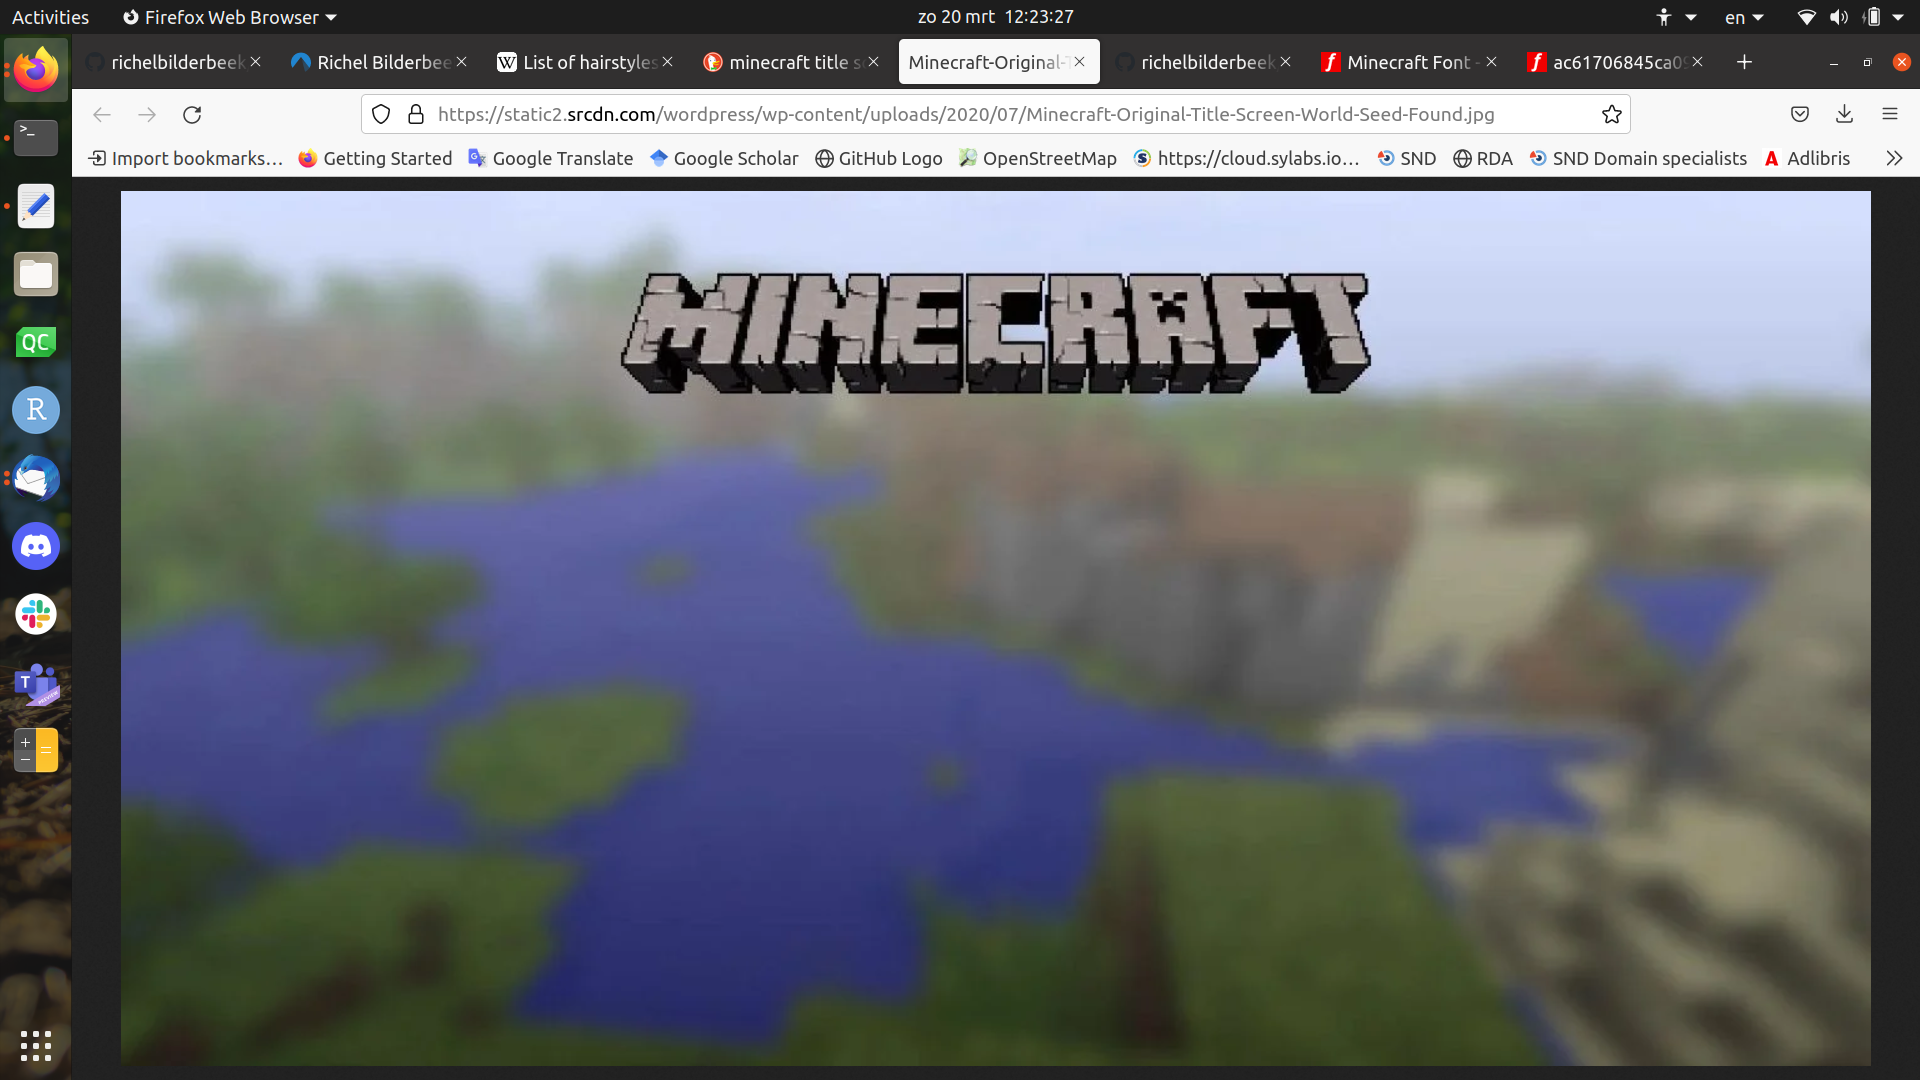 Activities Firefox Web Browser zo 20 mrt 12:23:27 en
richelbilderbeek Richel Bilderbee List of hairstyles minecraft title s Minecraft-Original- richelbilderbeek Minecraft Font - ac61706845ca09
https://static2.srcdn.com/wordpress/wp-content/uploads/2020/07/Minecraft-Original-Title-Screen-World-Seed-Found.jpg
Import bookmarks… Getting Started Google Translate Google Scholar GitHub Logo OpenStreetMap https://cloud.sylabs.io… SND RDA SND Domain specialists Adlibris
MINECRAFT
QC
R
T